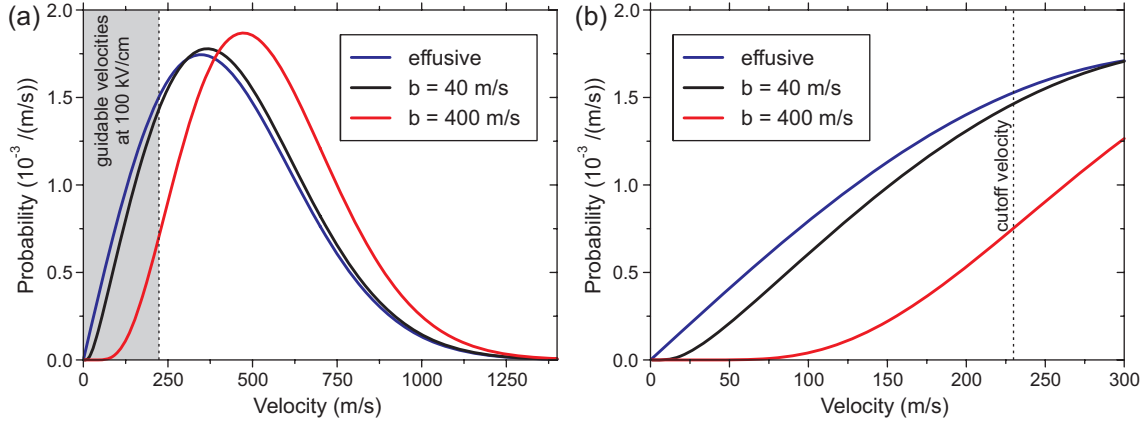 (a)
2.0
1.5
1.0
0.5
0.0
Probability (10⁻³ /(m/s))
guidable velocities
at 100 kV/cm
effusive
b = 40 m/s
b = 400 m/s
0 250 500 750 1000 1250
Velocity (m/s)
(b)
2.0
1.5
1.0
0.5
0.0
Probability (10⁻³ /(m/s))
effusive
b = 40 m/s
b = 400 m/s
cutoff velocity
0 50 100 150 200 250 300
Velocity (m/s)